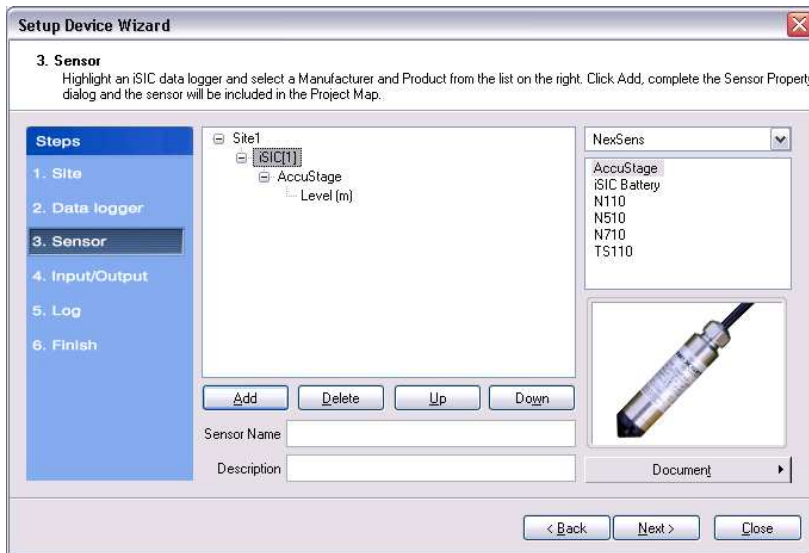 Setup Device Wizard
3. Sensor
Highlight an iSIC data logger and select a Manufacturer and Product from the list on the right. Click Add, complete the Sensor Property
dialog and the sensor will be included in the Project Map.
Steps
1. Site
2. Data logger
3. Sensor
4. Input/Output
5. Log
6. Finish
Site1
iSIC[1]
AccuStage
Level (m)
Add Delete Up Down
Sensor Name
Description
NexSens
AccuStage
iSIC Battery
N110
N510
N710
TS110
Document
< Back Next > Close